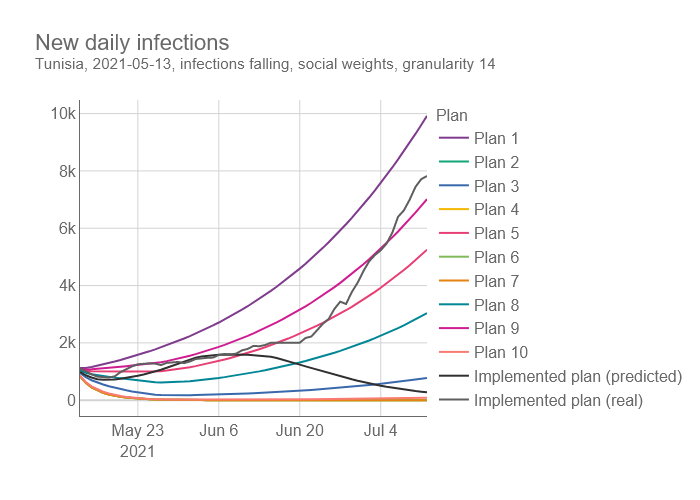 New daily infections
Tunisia, 2021-05-13, infections falling, social weights, granularity 14
10k
8k
6k
4k
2k
0
May 23
2021
Jun 6
Jun 20
Jul 4
Plan
Plan 1
Plan 2
Plan 3
Plan 4
Plan 5
Plan 6
Plan 7
Plan 8
Plan 9
Plan 10
Implemented plan (predicted)
Implemented plan (real)